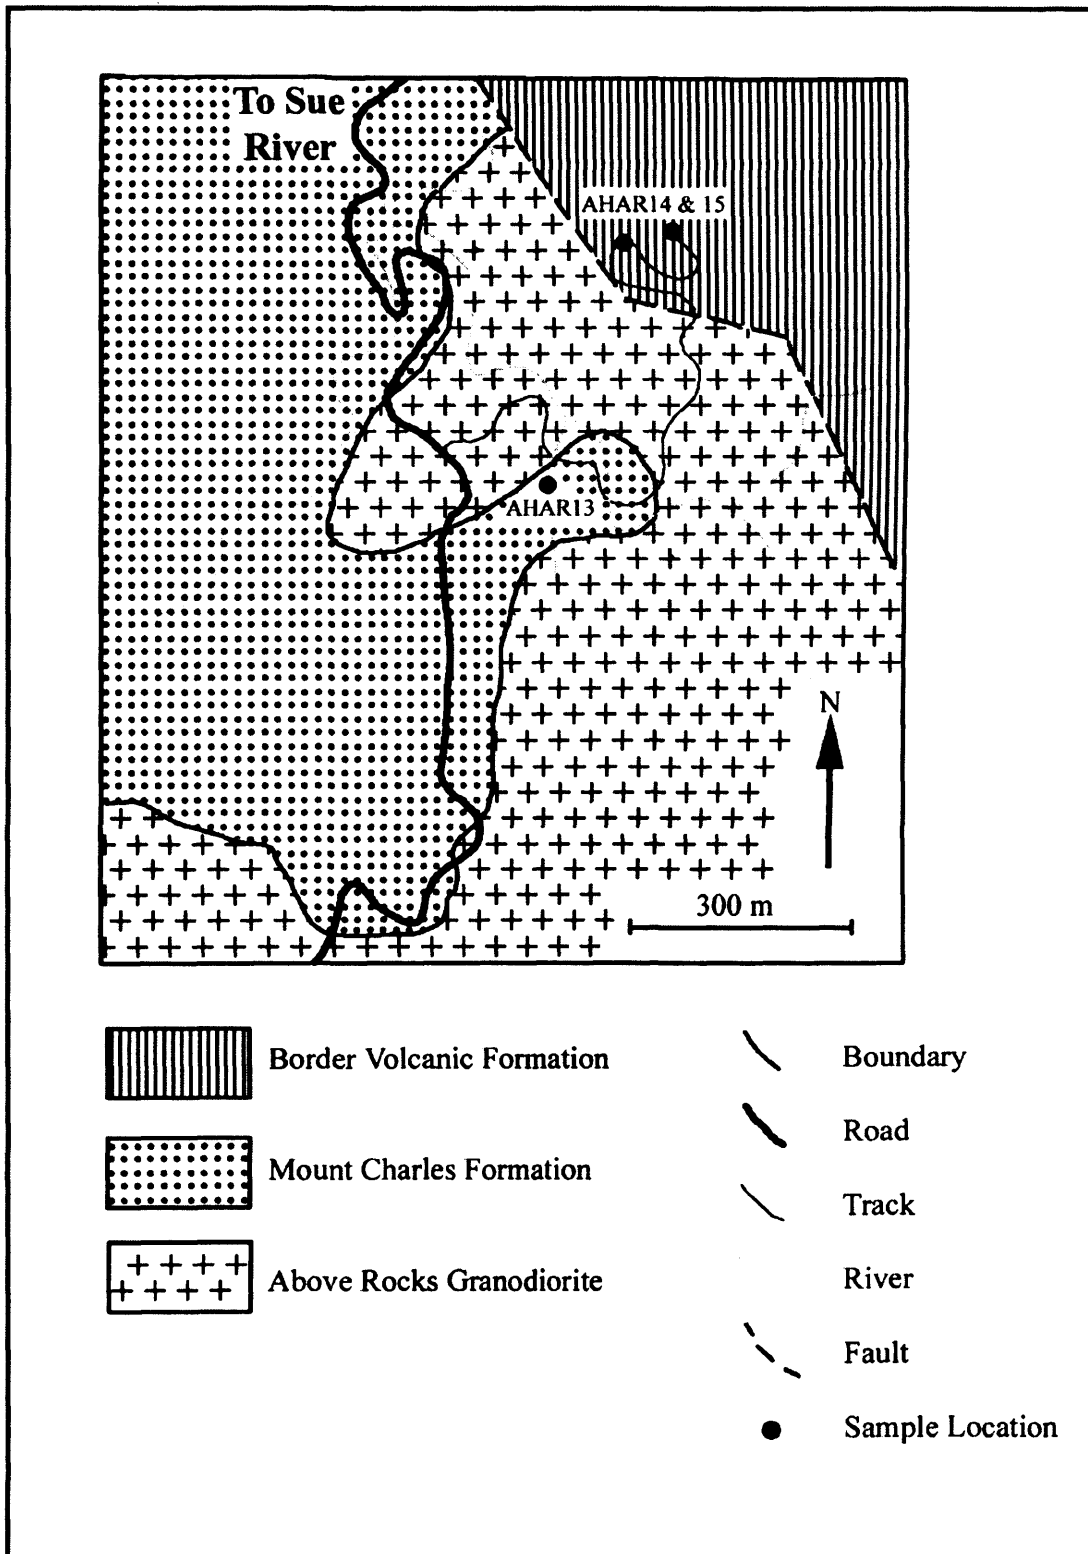 To Sue
River
AHAR14 & 15
AHAR13
N
300 m
Border Volcanic Formation
Mount Charles Formation
Above Rocks Granodiorite
Boundary
Road
Track
River
Fault
Sample Location